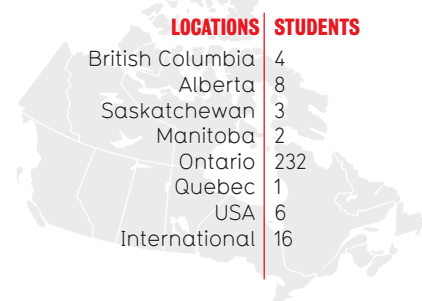 LOCATIONS STUDENTS
British Columbia 4
Alberta 8
Saskatchewan 3
Manitoba 2
Ontario 232
Quebec 1
USA 6
International 16